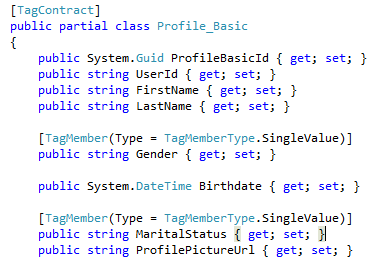 [TagContract]
public partial class Profile_Basic
{
    public System.Guid ProfileBasicId { get; set; }
    public string UserId { get; set; }
    public string FirstName { get; set; }
    public string LastName { get; set; }

    [TagMember(Type = TagMemberType.SingleValue)]
    public string Gender { get; set; }

    public System.DateTime Birthdate { get; set; }

    [TagMember(Type = TagMemberType.SingleValue)]
    public string MaritalStatus { get; set; }
    public string ProfilePictureUrl { get; set; }